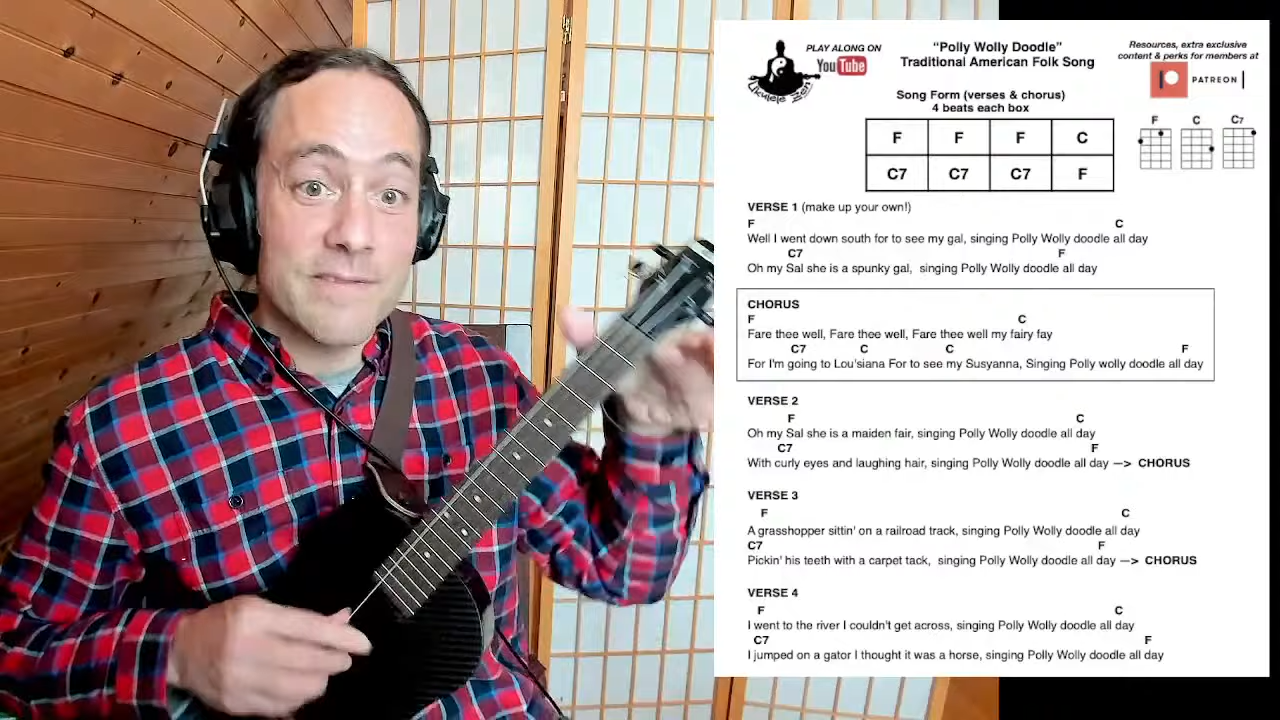 PLAY ALONG ON
YouTube
Ukulele Zen
"Polly Wolly Doodle"
Traditional American Folk Song
Resources, extra exclusive
content & perks for members at
PATREON
Song Form (verses & chorus)
4 beats each box
F F F C
C7 C7 C7 F
F C C7
VERSE 1 (make up your own!)
F C
Well I went down south for to see my gal, singing Polly Wolly doodle all day
C7 F
Oh my Sal she is a spunky gal, singing Polly Wolly doodle all day
CHORUS
F C
Fare thee well, Fare thee well, Fare thee well my fairy fay
C7 C C F
For I'm going to Lou'siana For to see my Susyanna, Singing Polly wolly doodle all day
VERSE 2
F C
Oh my Sal she is a maiden fair, singing Polly Wolly doodle all day
C7 F
With curly eyes and laughing hair, singing Polly Wolly doodle all day —> CHORUS
VERSE 3
F C
A grasshopper sittin' on a railroad track, singing Polly Wolly doodle all day
C7 F
Pickin' his teeth with a carpet tack, singing Polly Wolly doodle all day —> CHORUS
VERSE 4
F C
I went to the river I couldn't get across, singing Polly Wolly doodle all day
C7 F
I jumped on a gator I thought it was a horse, singing Polly Wolly doodle all day